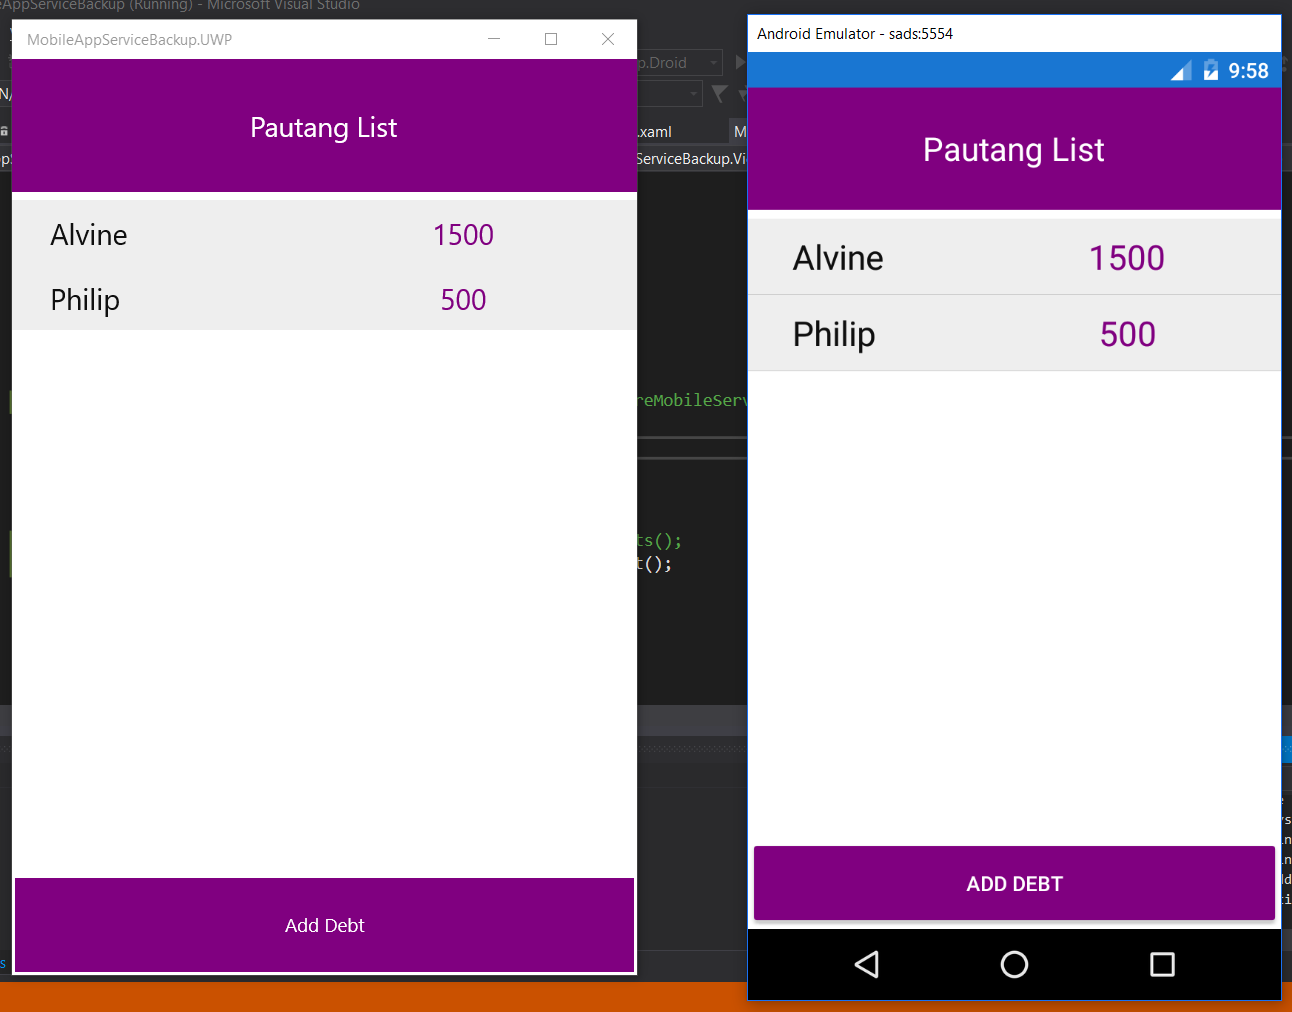 eAppServiceBackup (Running) - Microsoft Visual Studio
MobileAppServiceBackup.UWP
Pautang List
Alvine 1500
Philip 500
Add Debt
p.Droid
.xaml
ServiceBackup.Vi
reMobileServ
ts();
t();
Android Emulator - sads:5554
9:58
Pautang List
Alvine 1500
Philip 500
ADD DEBT